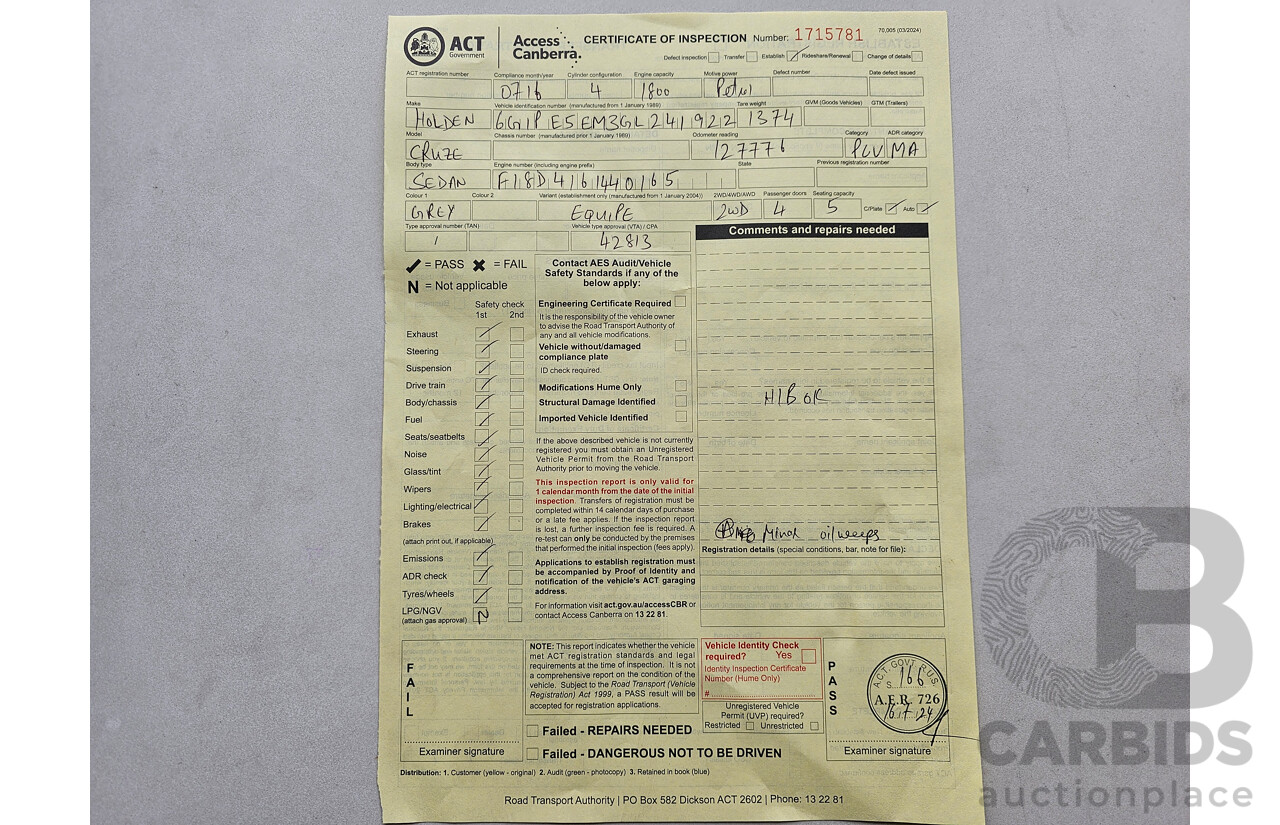 ACT Government
Access Canberra.
CERTIFICATE OF INSPECTION Number: 1715781
70,005 (03/2024)
Defect inspection Transfer Establish Rideshare/Renewal Change of details
ACT registration number Compliance month/year Cylinder configuration Engine capacity Motive power Defect number Date defect issued
0716 4 1800 Petrol
Make Vehicle identification number (manufactured from 1 January 1989) Tare weight GVM (Goods Vehicles) GTM (Trailers)
HOLDEN 6G1PE5EM3GL241922 1374
Model Chassis number (manufactured prior 1 January 1989) Odometer reading Category ADR category
CRUZE 127776 PCV MA
Body type Engine number (including engine prefix) State Previous registration number
SEDAN F18D4161440165
Colour 1 Colour 2 Variant (establishment only (manufactured from 1 January 2004)) 2WD/4WD/AWD Passenger doors Seating capacity
GREY EQUIPE 2WD 4 5 C/Plate Auto
Type approval number (TAN) Vehicle type approval (VTA) / CPA
1 42813
Comments and repairs needed
HIB OK
Minor oil weeps
Registration details (special conditions, bar, note for file):
= PASS = FAIL
N = Not applicable
Safety check
1st 2nd
Exhaust
Steering
Suspension
Drive train
Body/chassis
Fuel
Seats/seatbelts
Noise
Glass/tint
Wipers
Lighting/electrical
Brakes
(attach print out, if applicable)
Emissions
ADR check
Tyres/wheels
LPG/NGV N
(attach gas approval)
Contact AES Audit/Vehicle
Safety Standards if any of the
below apply:
Engineering Certificate Required
It is the responsibility of the vehicle owner
to advise the Road Transport Authority of
any and all vehicle modifications.
Vehicle without/damaged
compliance plate
ID check required.
Modifications Hume Only
Structural Damage Identified
Imported Vehicle Identified
If the above described vehicle is not currently
registered you must obtain an Unregistered
Vehicle Permit from the Road Transport
Authority prior to moving the vehicle.
This inspection report is only valid for
1 calendar month from the date of the initial
inspection. Transfers of registration must be
completed within 14 calendar days of purchase
or a late fee applies. If the inspection report
is lost, a further inspection fee is required. A
re-test can only be conducted by the premises
that performed the initial inspection (fees apply).
Applications to establish registration must
be accompanied by Proof of Identity and
notification of the vehicle's ACT garaging
address.
For information visit act.gov.au/accessCBR or
contact Access Canberra on 13 22 81.
FAIL
Examiner signature
NOTE: This report indicates whether the vehicle
met ACT registration standards and legal
requirements at the time of inspection. It is not
a comprehensive report on the condition of the
vehicle. Subject to the Road Transport (Vehicle
Registration) Act 1999, a PASS result will be
accepted for registration applications.
Failed - REPAIRS NEEDED
Failed - DANGEROUS NOT TO BE DRIVEN
Vehicle Identity Check
required? Yes
Identity Inspection Certificate
Number (Hume Only)
#
Unregistered Vehicle
Permit (UVP) required?
Restricted Unrestricted
PASS
A.C.T. GOVT R.U.S.
S 166
A.E.R. 726
16.7.24
Examiner signature
Distribution: 1. Customer (yellow - original) 2. Audit (green - photocopy) 3. Retained in book (blue)
Road Transport Authority | PO Box 582 Dickson ACT 2602 | Phone: 13 22 81
CARBIDS
auctionplace